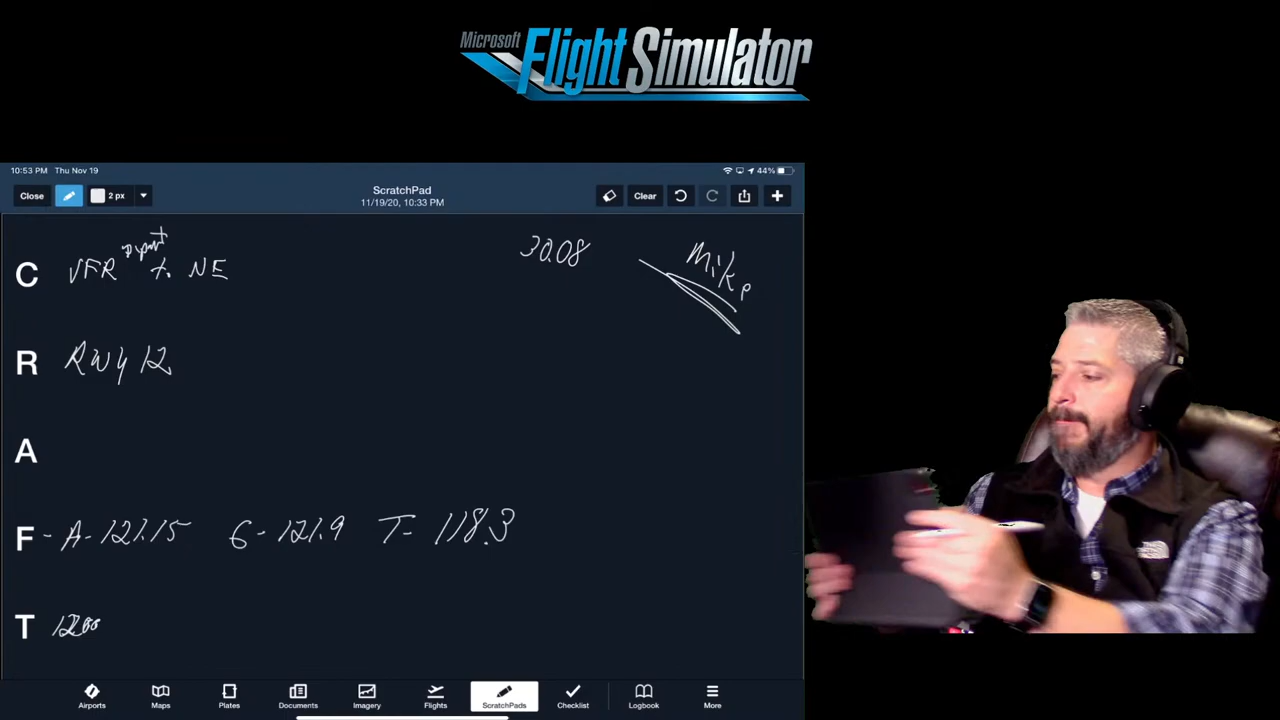 Microsoft
Flight Simulator
10:53 PM Thu Nov 19
44%
Close
2 px
ScratchPad
11/19/20, 10:33 PM
Clear
C VFR depart to NE 30.08 Mike
R RWY 12
A
F - A-121.15 G-121.9 T- 118.3
T 1200
Airports Maps Plates Documents Imagery Flights ScratchPads Checklist Logbook More